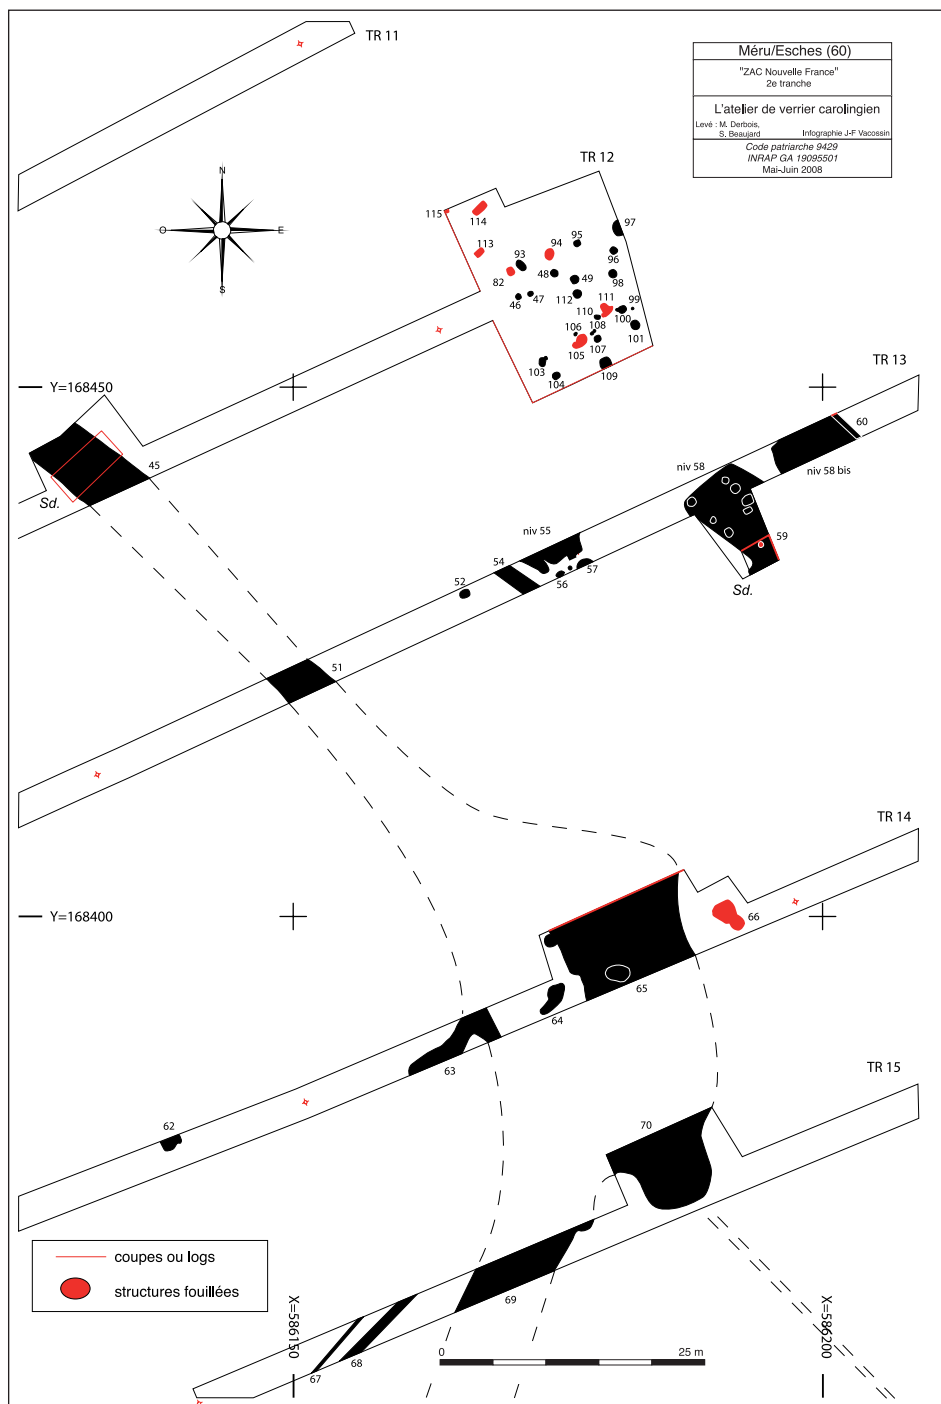 TR 11
Méru/Esches (60)
"ZAC Nouvelle France"
2e tranche
L'atelier de verrier carolingien
Levé : M. Derbois,
S. Beaujard
Infographie J-F Vacossin
Code patriarche 9429
INRAP GA 19095501
Mai-Juin 2008
N
O
E
S
TR 12
115
114
97
113
93
94
95
96
82
48
49
98
46
47
112
111
99
110
100
106
108
101
105
107
103
104
109
TR 13
Y=168450
45
Sd.
60
niv 58
niv 58 bis
niv 55
59
54
52
56
57
Sd.
51
TR 14
Y=168400
66
65
64
63
TR 15
62
70
coupes ou logs
structures fouillées
X=586150
X=586200
69
68
67
0
25 m